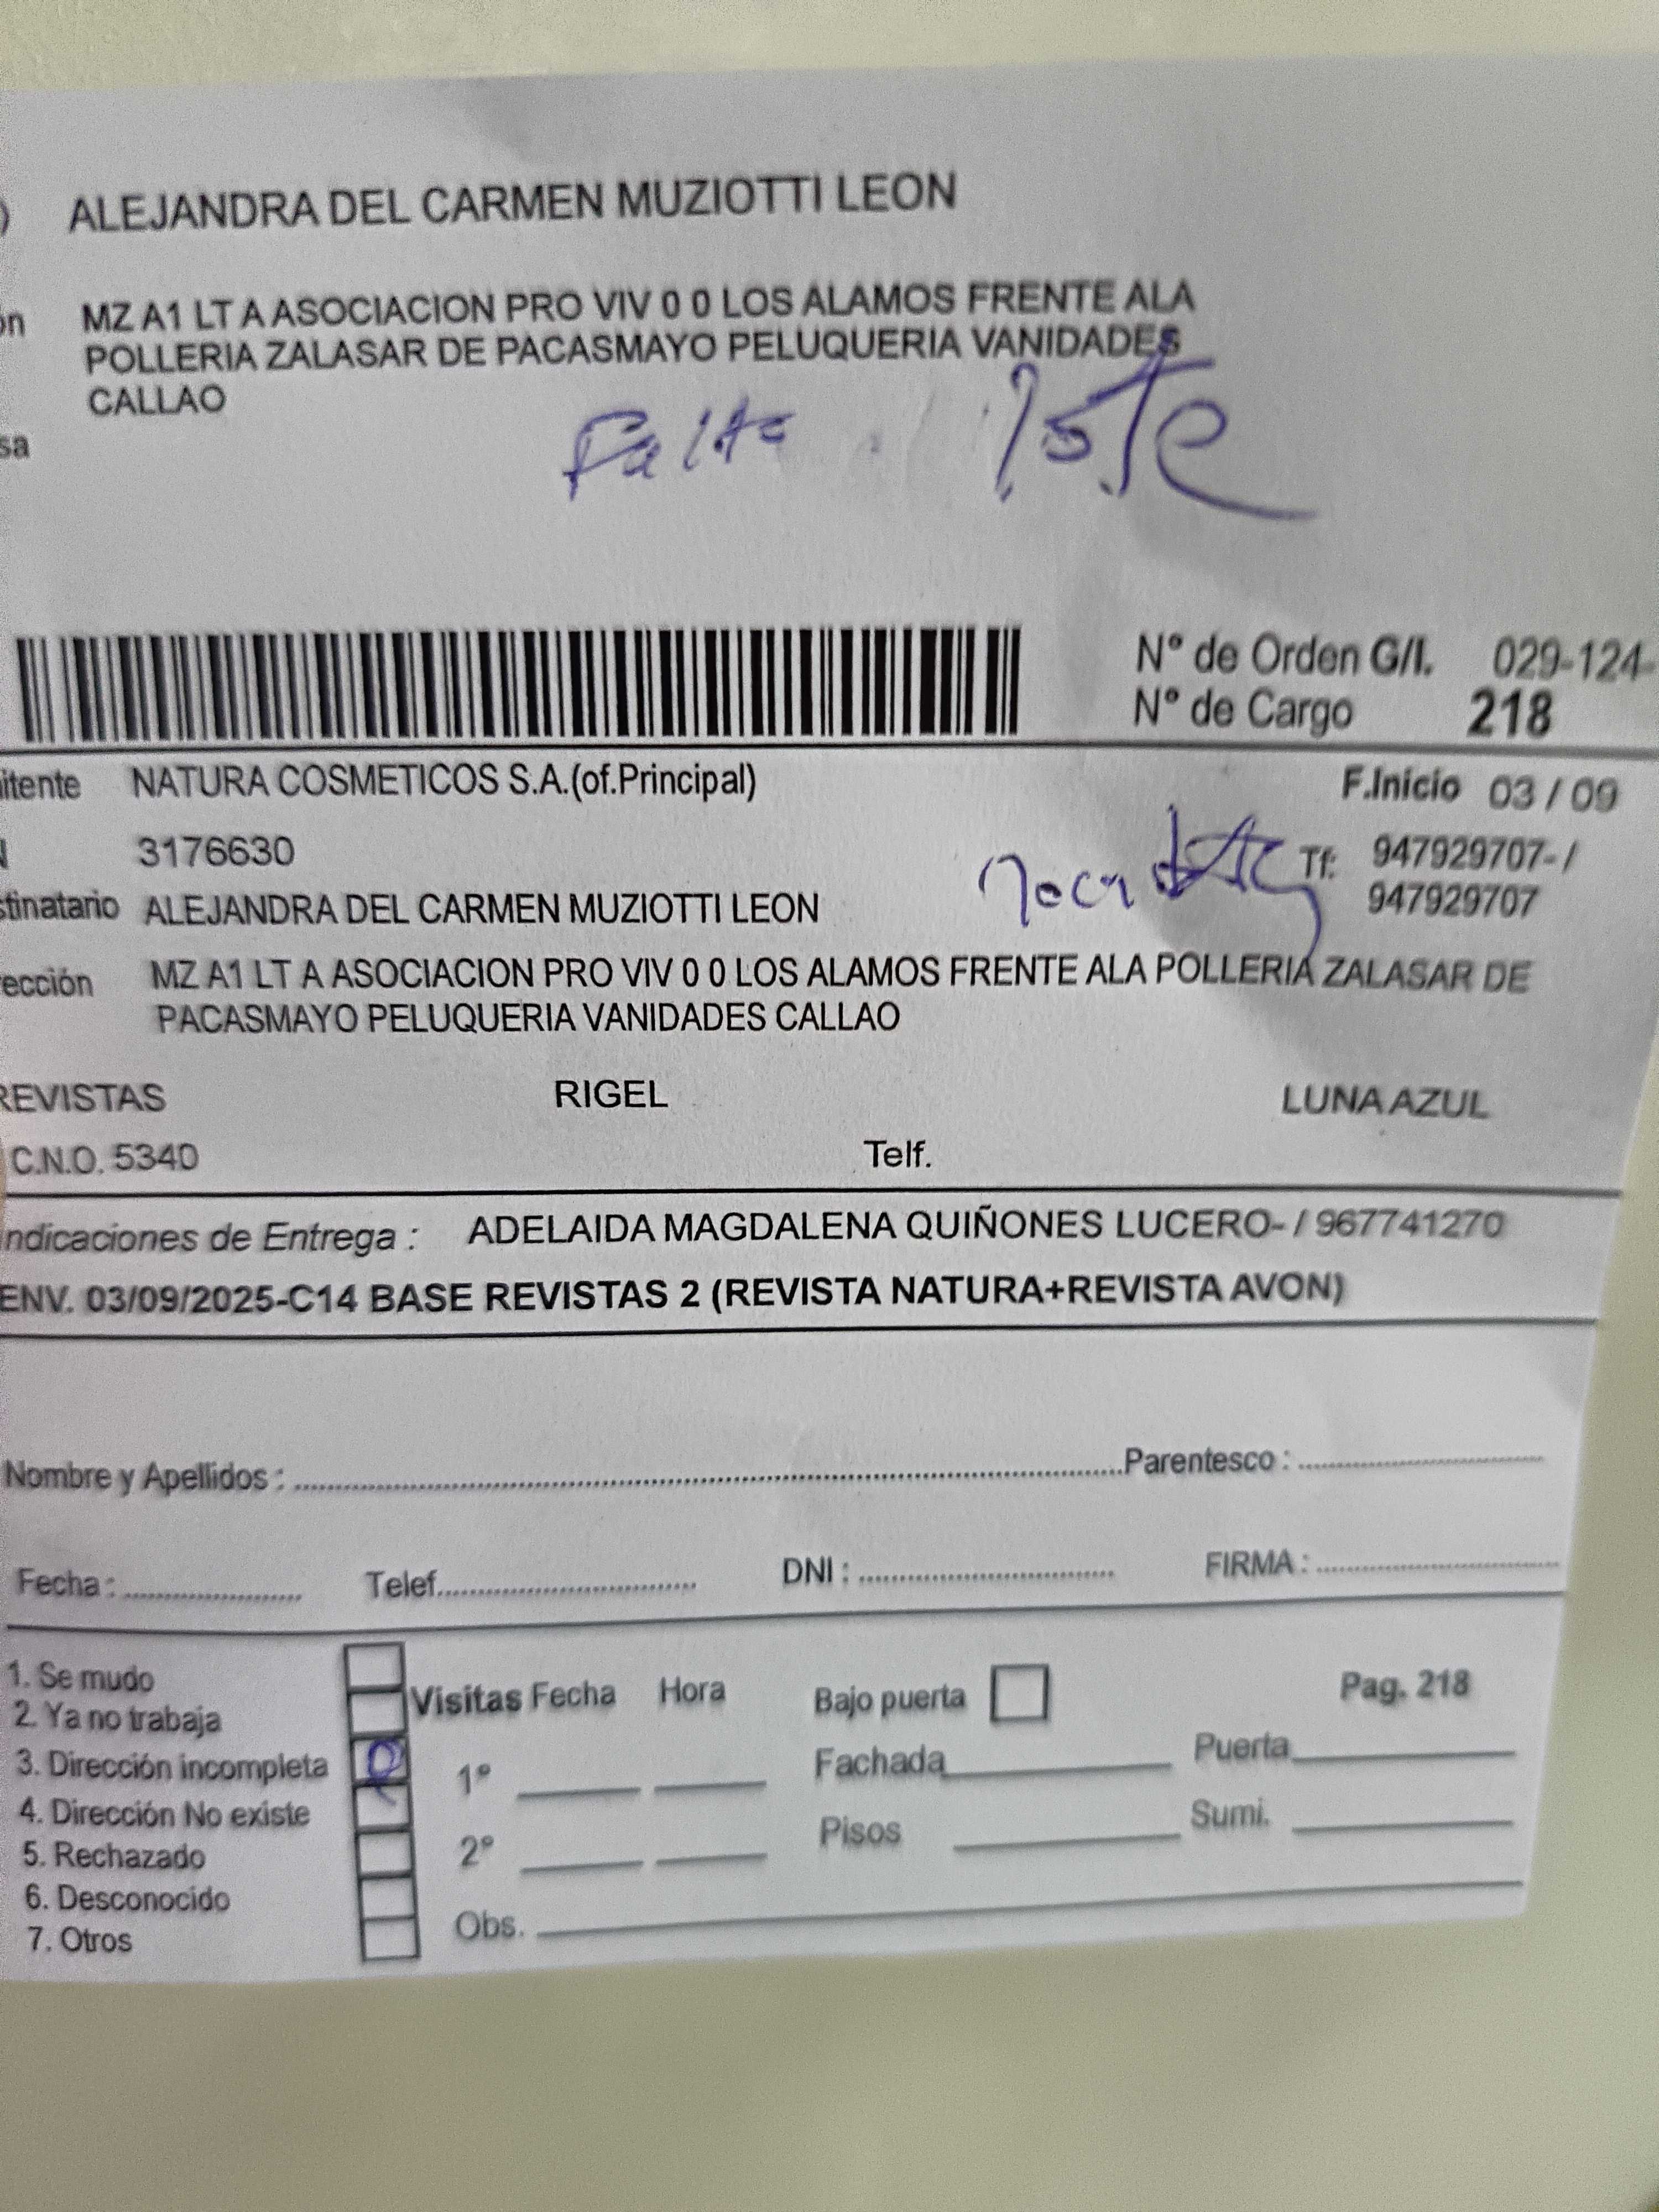 ) ALEJANDRA DEL CARMEN MUZIOTTI LEON
ón MZ A1 LT A ASOCIACION PRO VIV 0 0 LOS ALAMOS FRENTE ALA
POLLERIA ZALASAR DE PACASMAYO PELUQUERIA VANIDADES
CALLAO
sa
Falta
N° de Orden G/I. 029-124-
N° de Cargo 218
itente NATURA COSMETICOS S.A.(of.Principal) F.Inicio 03 / 09
3176630 Tf: 947929707- /
stinatario ALEJANDRA DEL CARMEN MUZIOTTI LEON 947929707
rección MZ A1 LT A ASOCIACION PRO VIV 0 0 LOS ALAMOS FRENTE ALA POLLERIA ZALASAR DE
PACASMAYO PELUQUERIA VANIDADES CALLAO
REVISTAS RIGEL LUNA AZUL
C.N.O. 5340 Telf.
ndicaciones de Entrega : ADELAIDA MAGDALENA QUIÑONES LUCERO- / 967741270
ENV. 03/09/2025-C14 BASE REVISTAS 2 (REVISTA NATURA+REVISTA AVON)
Nombre y Apellidos : Parentesco :
Fecha : Telef. DNI : FIRMA :
1. Se mudo
2. Ya no trabaja Visitas Fecha Hora Bajo puerta Pag. 218
3. Dirección incompleta 1° Fachada Puerta
4. Dirección No existe
5. Rechazado 2° Pisos Sumi.
6. Desconocido
7. Otros Obs.